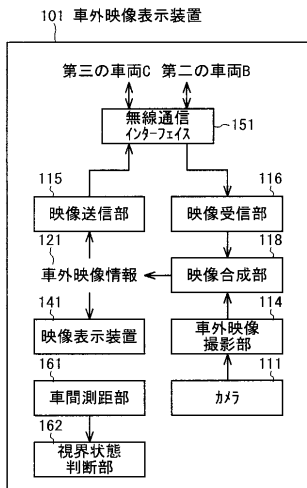 101 車外映像表示装置
第三の車両C 第二の車両B
無線通信
インターフェイス
151
115
映像送信部
116
映像受信部
121
車外映像情報
118
映像合成部
141
映像表示装置
114
車外映像
撮影部
161
車間測距部
111
カメラ
162
視界状態
判断部